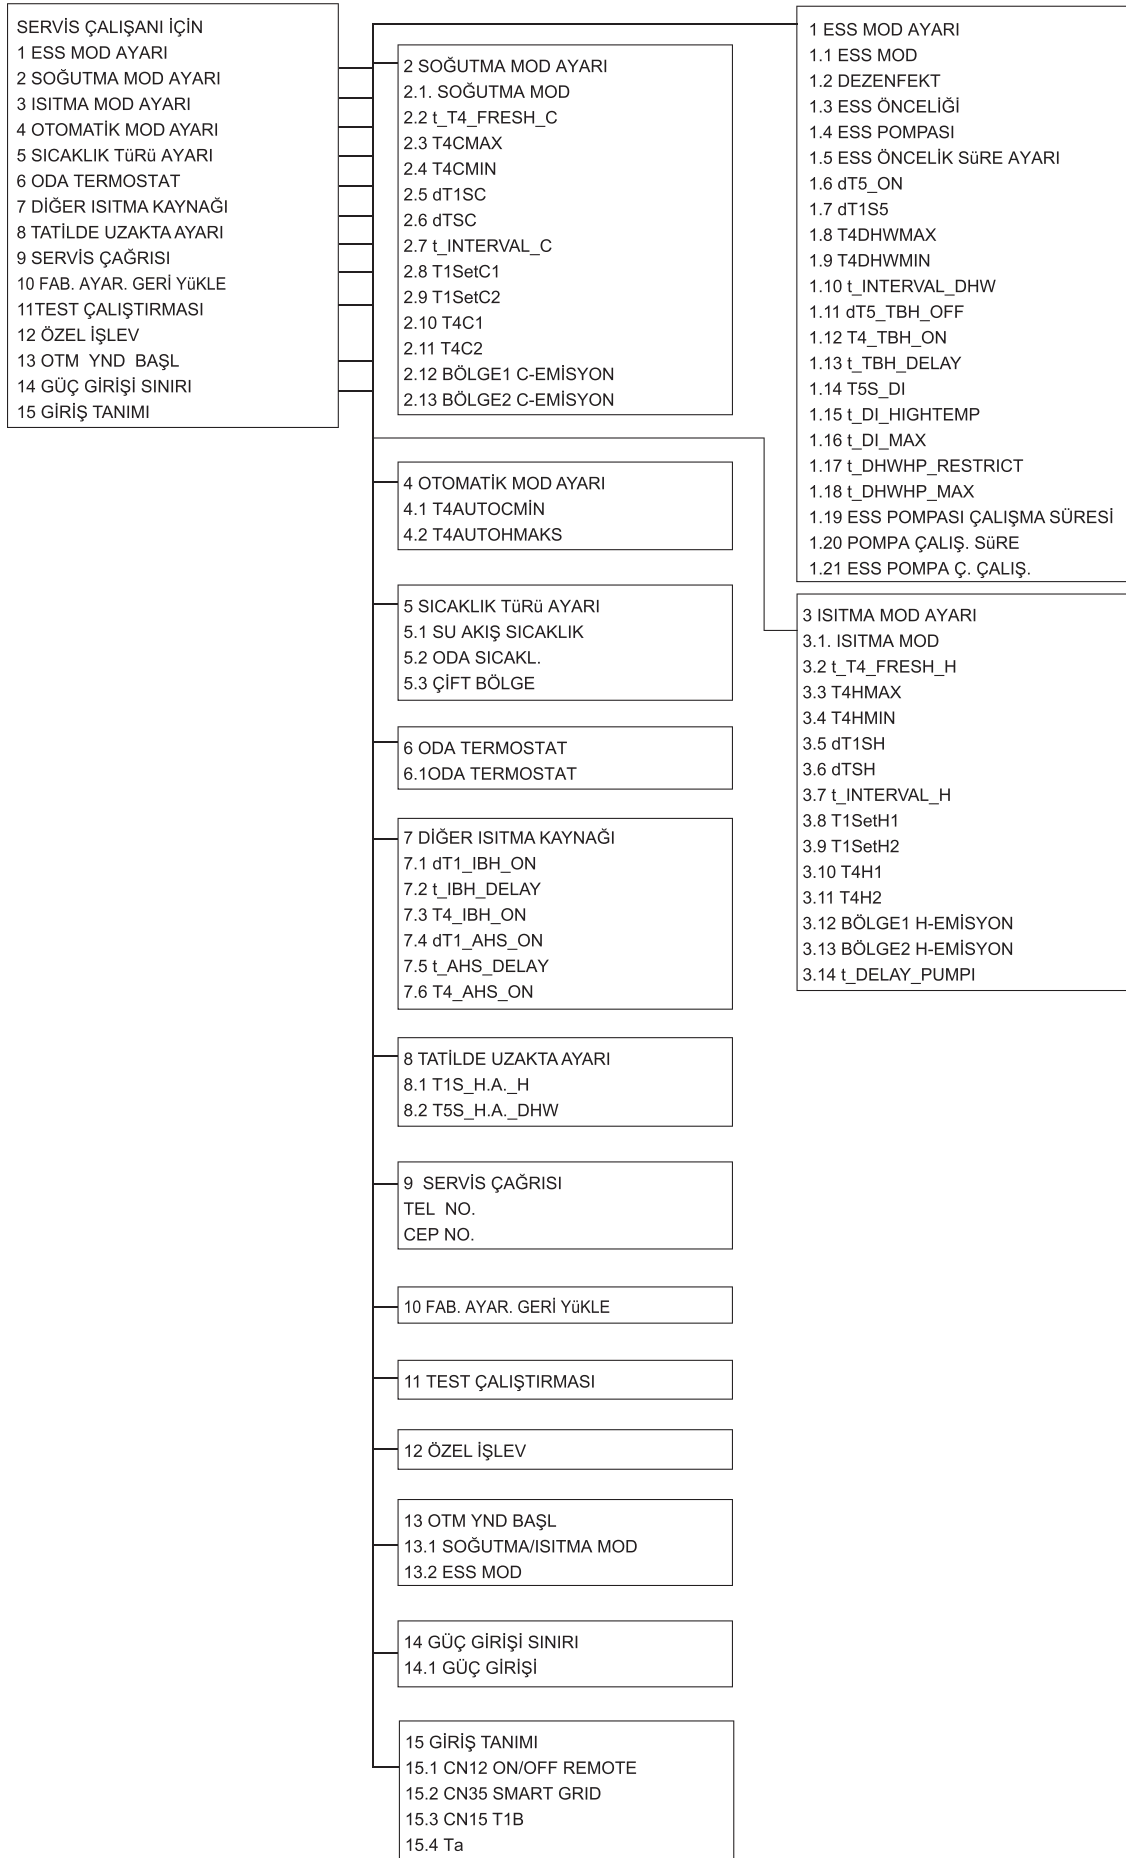 SERVİS ÇALIŞANI İÇİN
1 ESS MOD AYARI
2 SOĞUTMA MOD AYARI
3 ISITMA MOD AYARI
4 OTOMATİK MOD AYARI
5 SICAKLIK TüRü AYARI
6 ODA TERMOSTAT
7 DİĞER ISITMA KAYNAĞI
8 TATİLDE UZAKTA AYARI
9 SERVİS ÇAĞRISI
10 FAB. AYAR. GERİ YüKLE
11TEST ÇALIŞTIRMASI
12 ÖZEL İŞLEV
13 OTM YND BAŞL
14 GÜÇ GİRİŞİ SINIRI
15 GİRİŞ TANIMI
1 ESS MOD AYARI
1.1 ESS MOD
1.2 DEZENFEKT
1.3 ESS ÖNCELİĞİ
1.4 ESS POMPASI
1.5 ESS ÖNCELİK SüRE AYARI
1.6 dT5_ON
1.7 dT1S5
1.8 T4DHWMAX
1.9 T4DHWMIN
1.10 t_INTERVAL_DHW
1.11 dT5_TBH_OFF
1.12 T4_TBH_ON
1.13 t_TBH_DELAY
1.14 T5S_DI
1.15 t_DI_HIGHTEMP
1.16 t_DI_MAX
1.17 t_DHWHP_RESTRICT
1.18 t_DHWHP_MAX
1.19 ESS POMPASI ÇALIŞMA SÜRESİ
1.20 POMPA ÇALIŞ. SüRE
1.21 ESS POMPA Ç. ÇALIŞ.
2 SOĞUTMA MOD AYARI
2.1. SOĞUTMA MOD
2.2 t_T4_FRESH_C
2.3 T4CMAX
2.4 T4CMIN
2.5 dT1SC
2.6 dTSC
2.7 t_INTERVAL_C
2.8 T1SetC1
2.9 T1SetC2
2.10 T4C1
2.11 T4C2
2.12 BÖLGE1 C-EMİSYON
2.13 BÖLGE2 C-EMİSYON
3 ISITMA MOD AYARI
3.1. ISITMA MOD
3.2 t_T4_FRESH_H
3.3 T4HMAX
3.4 T4HMIN
3.5 dT1SH
3.6 dTSH
3.7 t_INTERVAL_H
3.8 T1SetH1
3.9 T1SetH2
3.10 T4H1
3.11 T4H2
3.12 BÖLGE1 H-EMİSYON
3.13 BÖLGE2 H-EMİSYON
3.14 t_DELAY_PUMPI
4 OTOMATİK MOD AYARI
4.1 T4AUTOCMİN
4.2 T4AUTOHMAKS
5 SICAKLIK TüRü AYARI
5.1 SU AKIŞ SICAKLIK
5.2 ODA SICAKL.
5.3 ÇİFT BÖLGE
6 ODA TERMOSTAT
6.1ODA TERMOSTAT
7 DİĞER ISITMA KAYNAĞI
7.1 dT1_IBH_ON
7.2 t_IBH_DELAY
7.3 T4_IBH_ON
7.4 dT1_AHS_ON
7.5 t_AHS_DELAY
7.6 T4_AHS_ON
8 TATİLDE UZAKTA AYARI
8.1 T1S_H.A._H
8.2 T5S_H.A._DHW
9 SERVİS ÇAĞRISI
TEL NO.
CEP NO.
10 FAB. AYAR. GERİ YüKLE
11 TEST ÇALIŞTIRMASI
12 ÖZEL İŞLEV
13 OTM YND BAŞL
13.1 SOĞUTMA/ISITMA MOD
13.2 ESS MOD
14 GÜÇ GİRİŞİ SINIRI
14.1 GÜÇ GİRİŞİ
15 GİRİŞ TANIMI
15.1 CN12 ON/OFF REMOTE
15.2 CN35 SMART GRID
15.3 CN15 T1B
15.4 Ta